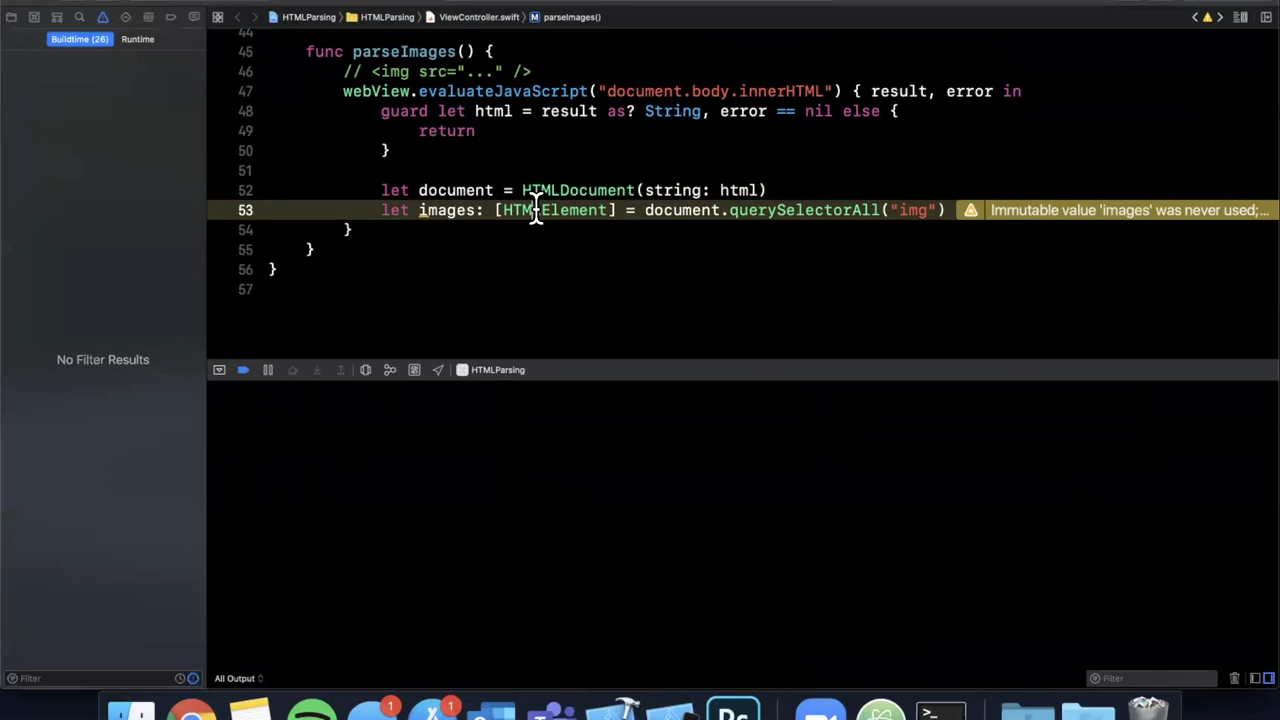 HTMLParsing HTMLParsing ViewController.swift M parseImages()
Buildtime (26) Runtime
44
45 func parseImages() {
46 // <img src="..." />
47 webView.evaluateJavaScript("document.body.innerHTML") { result, error in
48 guard let html = result as? String, error == nil else {
49 return
50 }
51
52 let document = HTMLDocument(string: html)
53 let images: [HTMLElement] = document.querySelectorAll("img") Immutable value 'images' was never used;...
54 }
55 }
56 }
57
No Filter Results
HTMLParsing
Filter
All Output
Filter
1
1
Ps
>_